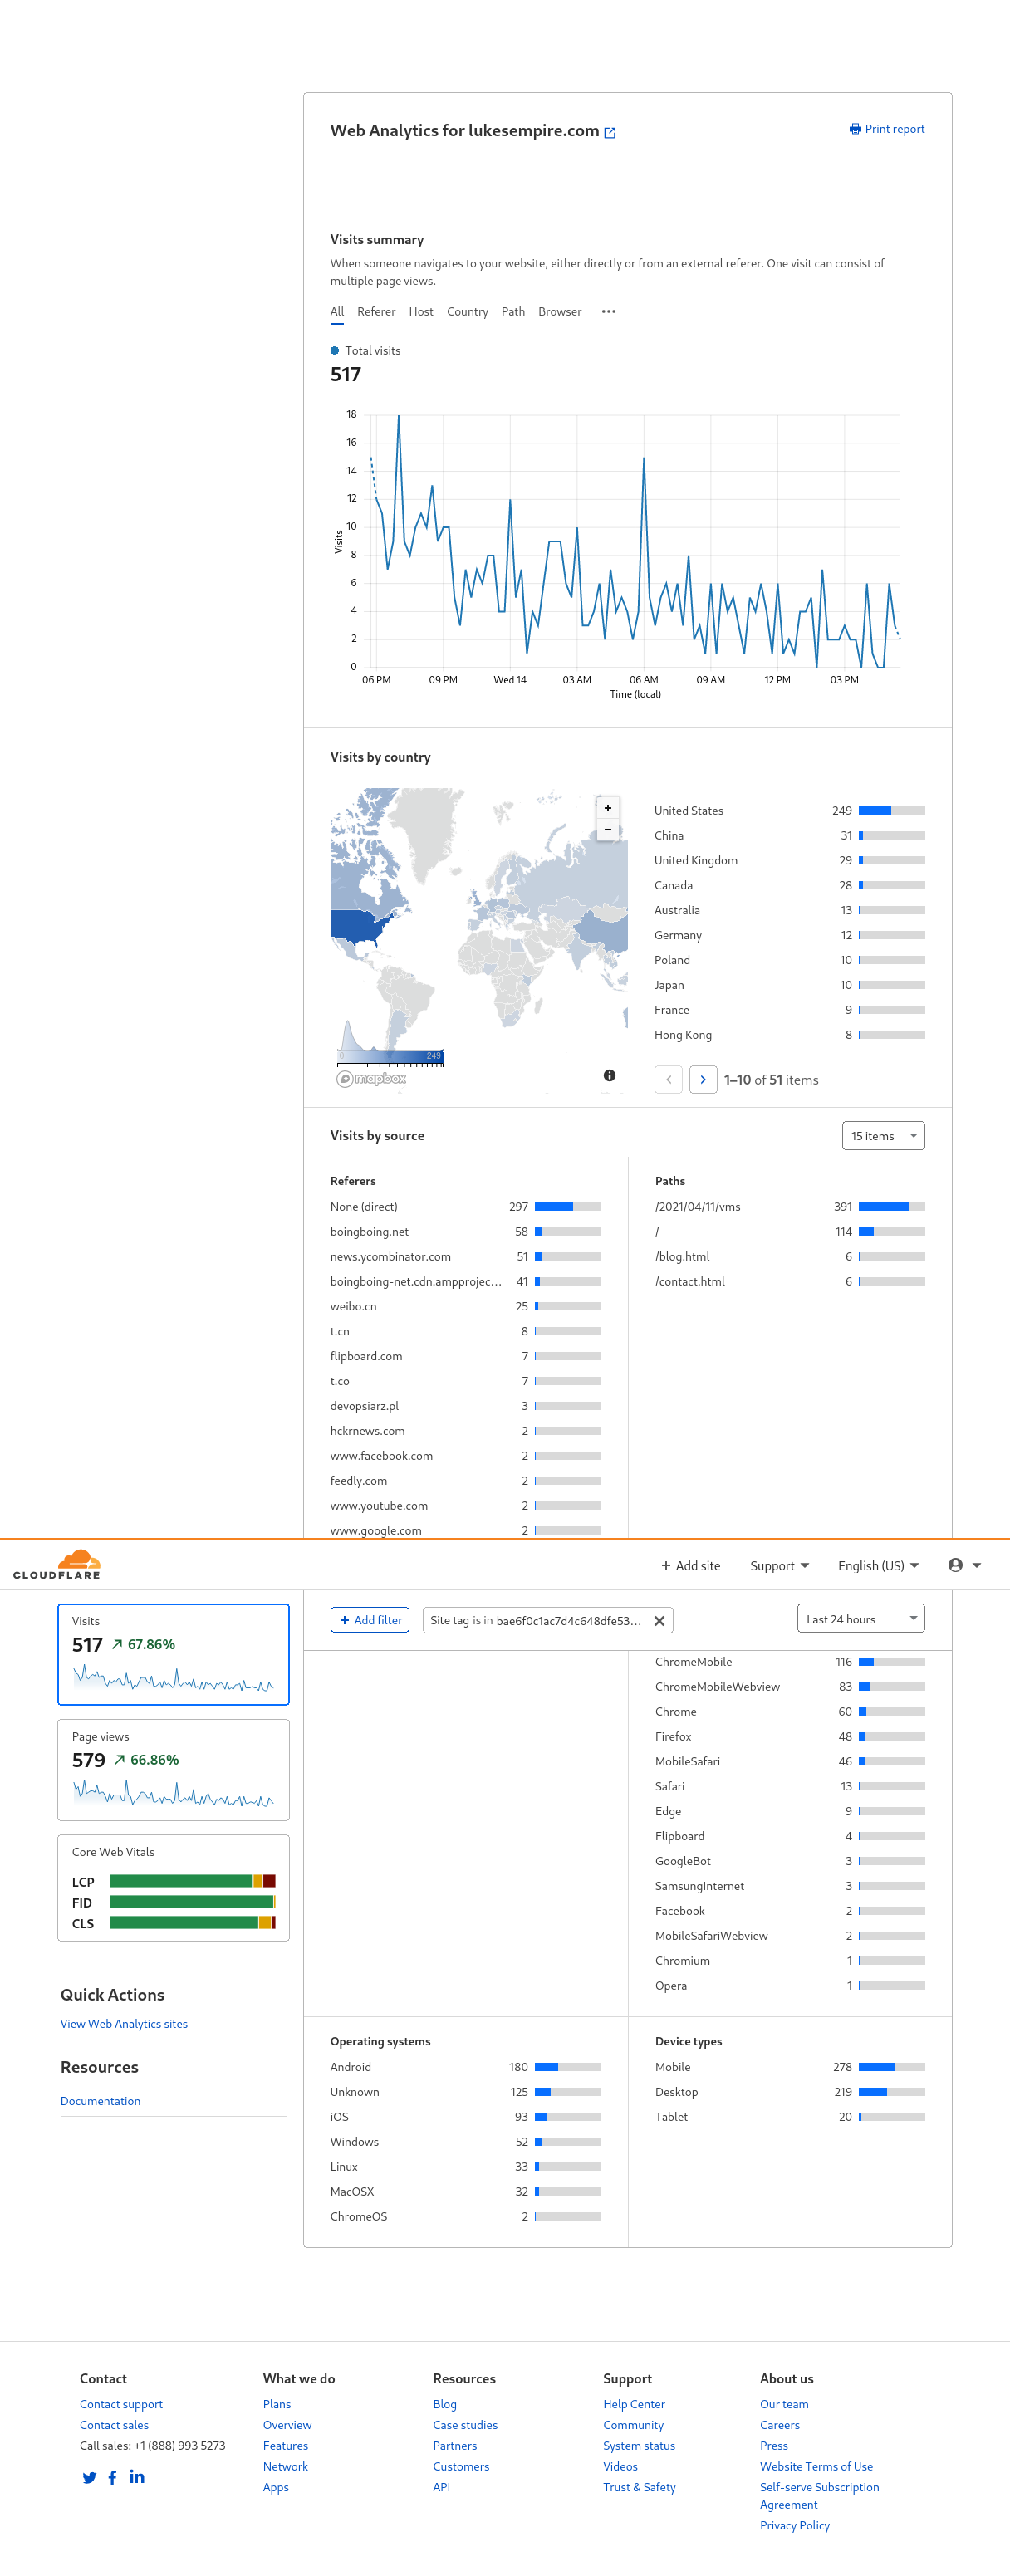 Web Analytics for lukesempire.com
Print report
Visits summary
When someone navigates to your website, either directly or from an external referer. One visit can consist of
multiple page views.
All Referer Host Country Path Browser •••
Total visits
517
18
16
14
12
10
8
6
4
2
0
Visits
06 PM 09 PM Wed 14 03 AM 06 AM 09 AM 12 PM 03 PM
Time (local)
Visits by country
+
−
0 249
mapbox
United States 249
China 31
United Kingdom 29
Canada 28
Australia 13
Germany 12
Poland 10
Japan 10
France 9
Hong Kong 8
1–10 of 51 items
Visits by source
15 items
Referers
None (direct) 297
boingboing.net 58
news.ycombinator.com 51
boingboing-net.cdn.ampprojec... 41
weibo.cn 25
t.cn 8
flipboard.com 7
t.co 7
devopsiarz.pl 3
hckrnews.com 2
www.facebook.com 2
feedly.com 2
www.youtube.com 2
www.google.com 2
Paths
/2021/04/11/vms 391
/ 114
/blog.html 6
/contact.html 6
CLOUDFLARE
+ Add site Support English (US)
Visits
517 67.86%
Page views
579 66.86%
Core Web Vitals
LCP
FID
CLS
Quick Actions
View Web Analytics sites
Resources
Documentation
+ Add filter
Site tag is in bae6f0c1ac7d4c648dfe53...
Last 24 hours
ChromeMobile 116
ChromeMobileWebview 83
Chrome 60
Firefox 48
MobileSafari 46
Safari 13
Edge 9
Flipboard 4
GoogleBot 3
SamsungInternet 3
Facebook 2
MobileSafariWebview 2
Chromium 1
Opera 1
Operating systems
Android 180
Unknown 125
iOS 93
Windows 52
Linux 33
MacOSX 32
ChromeOS 2
Device types
Mobile 278
Desktop 219
Tablet 20
Contact
Contact support
Contact sales
Call sales: +1 (888) 993 5273
What we do
Plans
Overview
Features
Network
Apps
Resources
Blog
Case studies
Partners
Customers
API
Support
Help Center
Community
System status
Videos
Trust & Safety
About us
Our team
Careers
Press
Website Terms of Use
Self-serve Subscription
Agreement
Privacy Policy